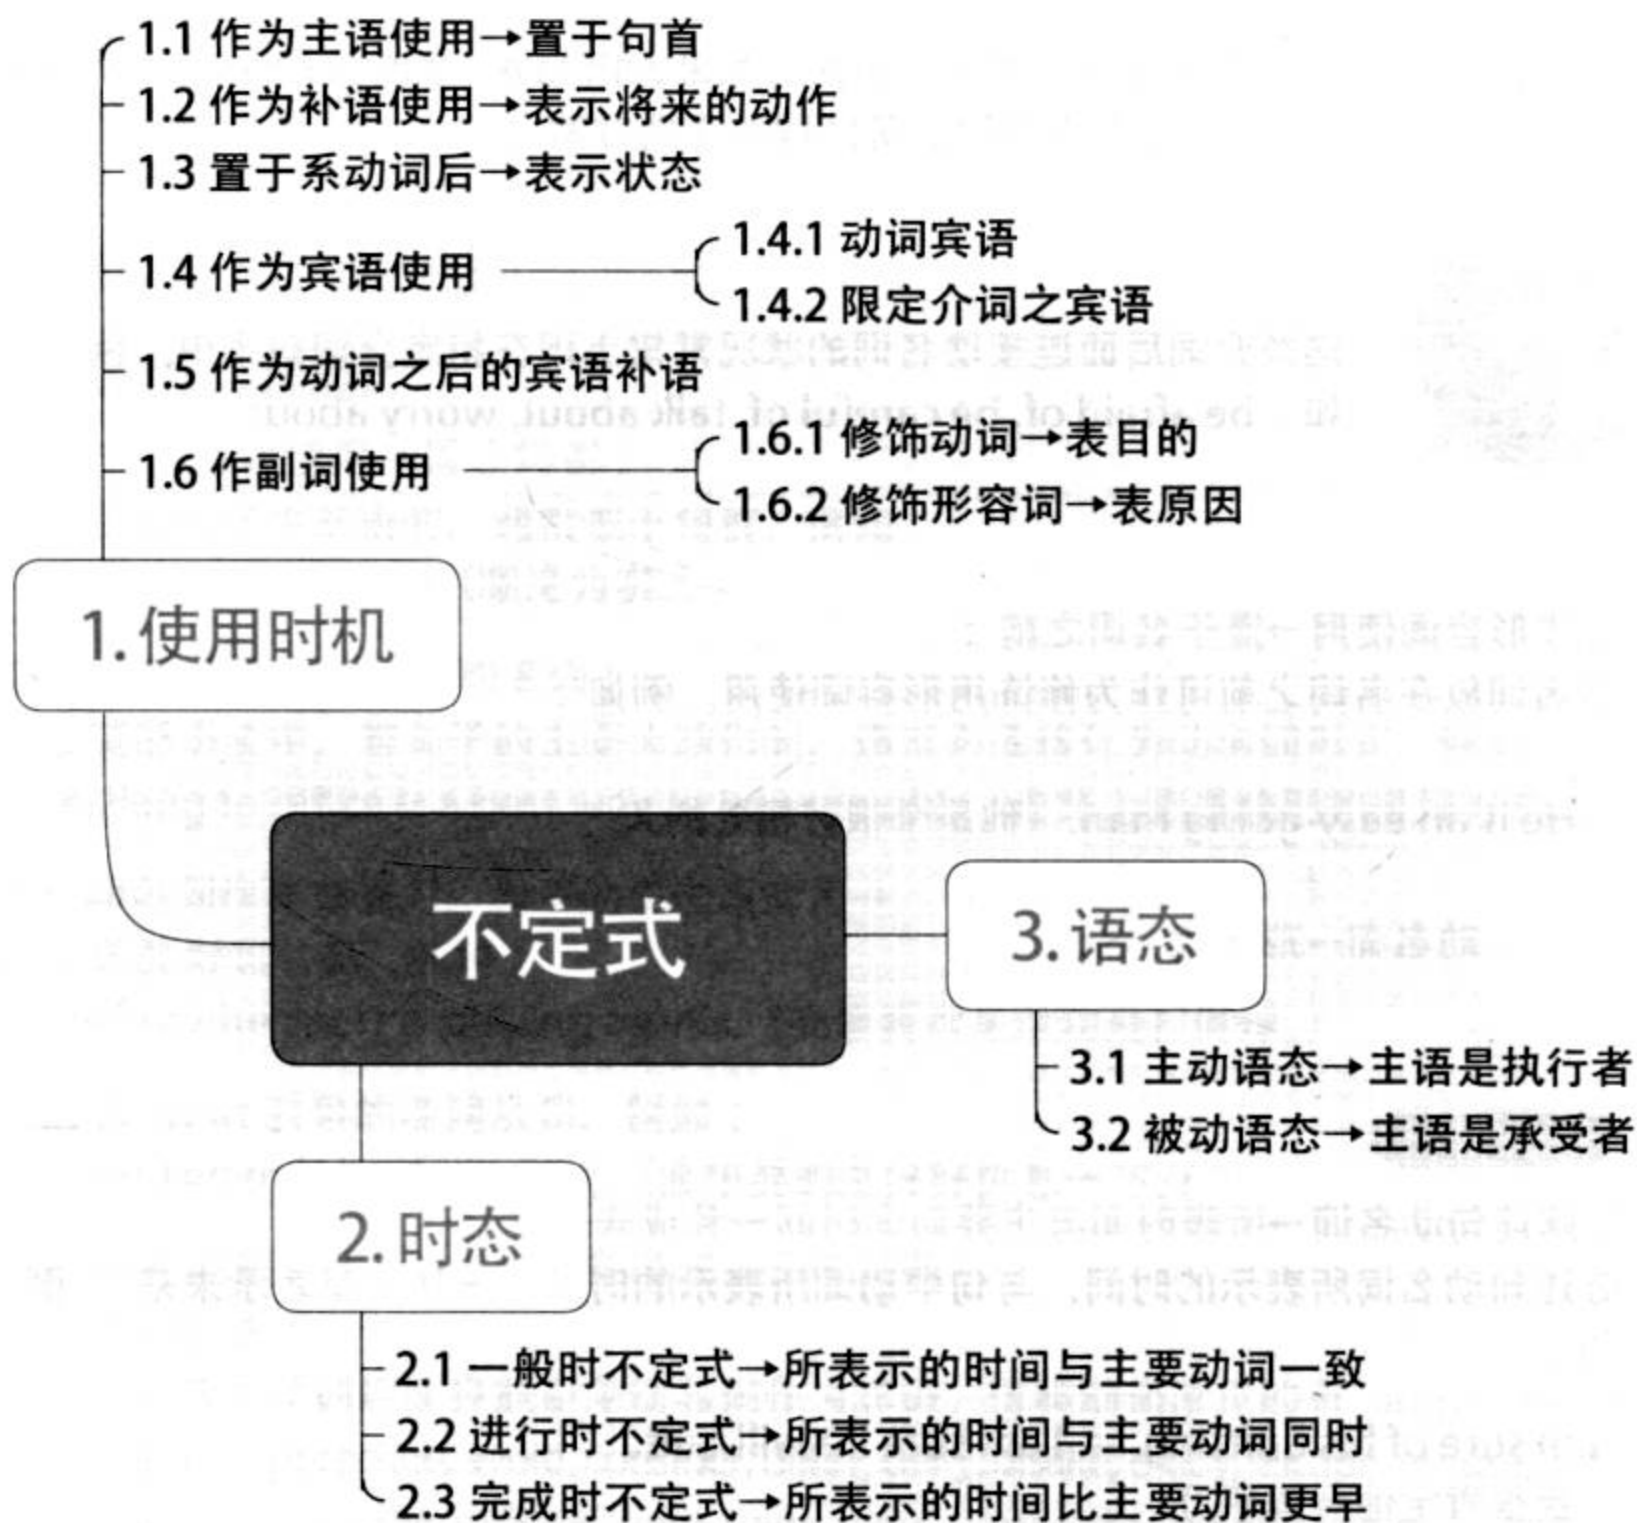 1.1 作为主语使用→置于句首
1.2 作为补语使用→表示将来的动作
1.3 置于系动词后→表示状态
1.4 作为宾语使用
1.4.1 动词宾语
1.4.2 限定介词之宾语
1.5 作为动词之后的宾语补语
1.6 作副词使用
1.6.1 修饰动词→表目的
1.6.2 修饰形容词→表原因
1. 使用时机
不定式
3. 语态
3.1 主动语态→主语是执行者
3.2 被动语态→主语是承受者
2. 时态
2.1 一般时不定式→所表示的时间与主要动词一致
2.2 进行时不定式→所表示的时间与主要动词同时
2.3 完成时不定式→所表示的时间比主要动词更早